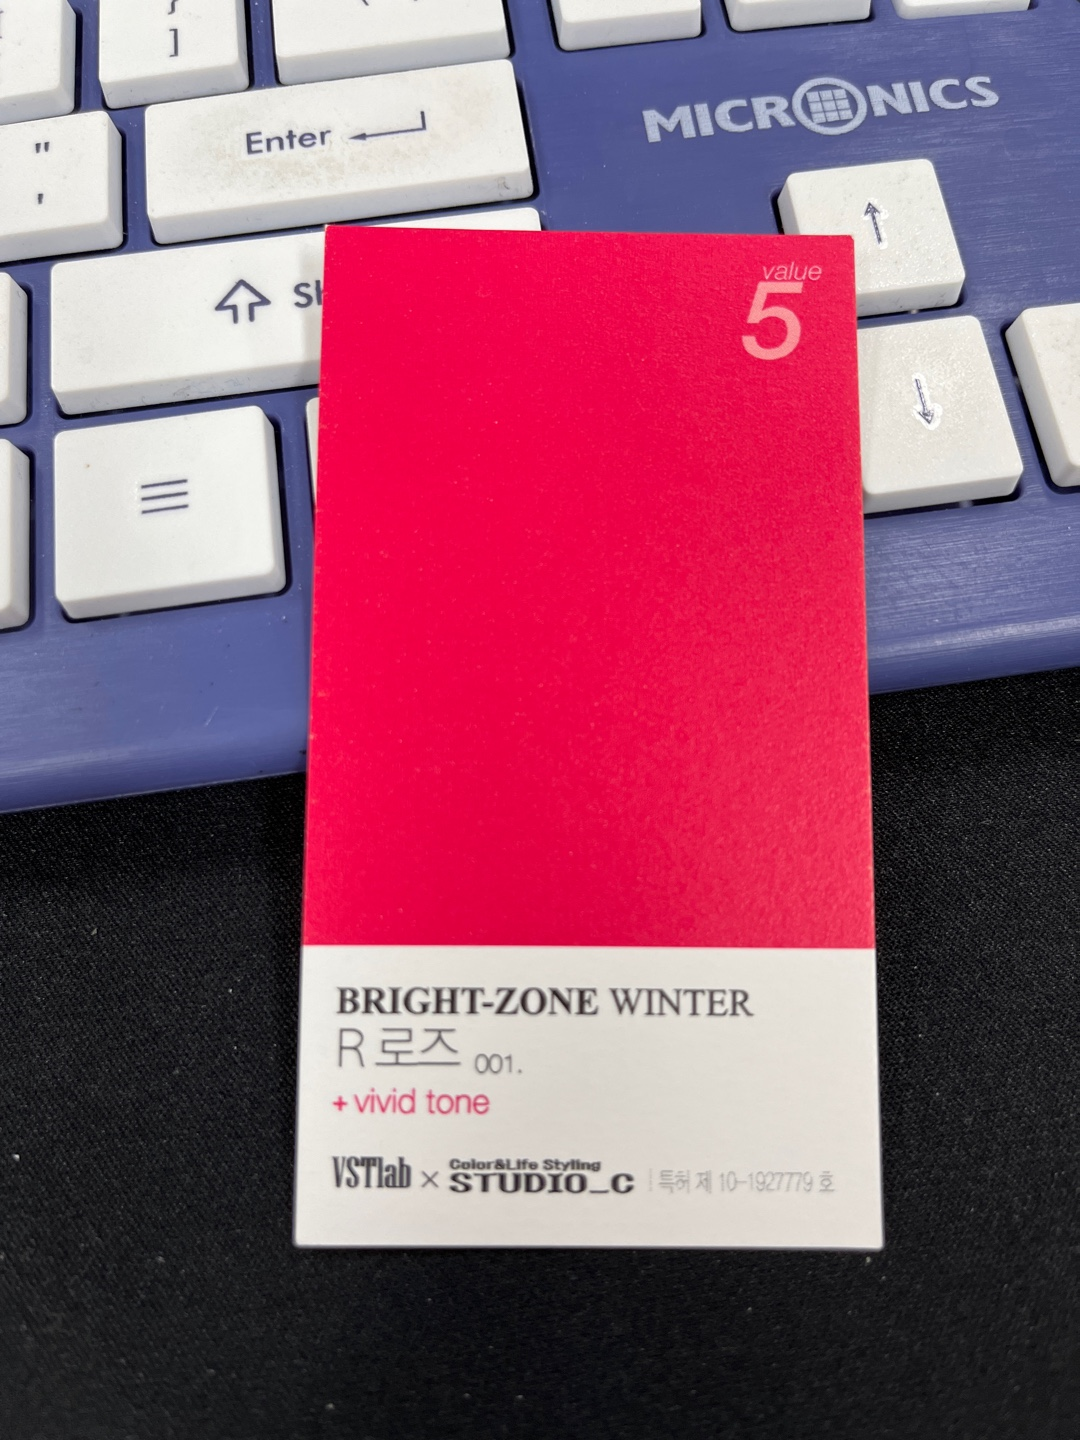 }
]
"
'
Enter
MICRONICS
Sh
value
5
BRIGHT-ZONE WINTER
R 로즈 001.
+ vivid tone
VSTlab × Color&Life Styling
STUDIO_C | 특허 제 10-1927779 호